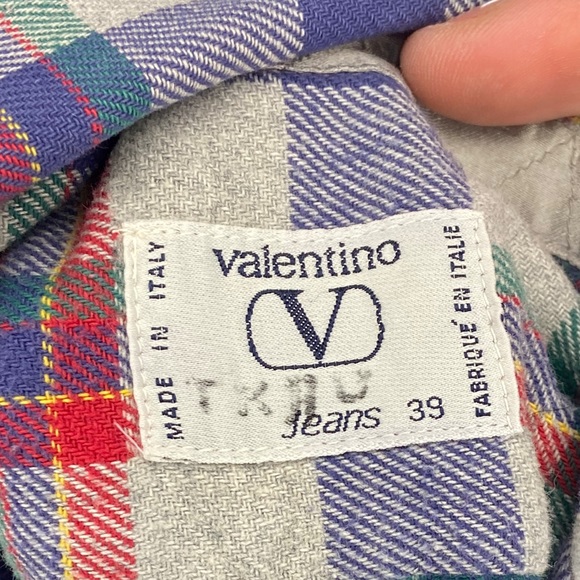 valentino
V
jeans 39
MADE IN ITALY
FABRIQUÉ EN ITALIE